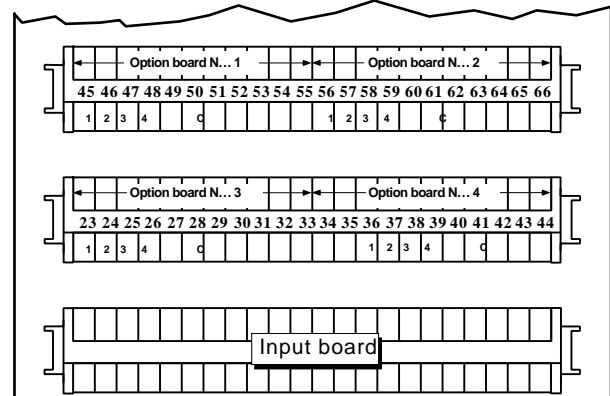 Option board N... 1 Option board N... 2
45 46 47 48 49 50 51 52 53 54 55 56 57 58 59 60 61 62 63 64 65 66
1 2 3 4 C 1 2 3 4 C
Option board N... 3 Option board N... 4
23 24 25 26 27 28 29 30 31 32 33 34 35 36 37 38 39 40 41 42 43 44
1 2 3 4 C 1 2 3 4 C
Input board